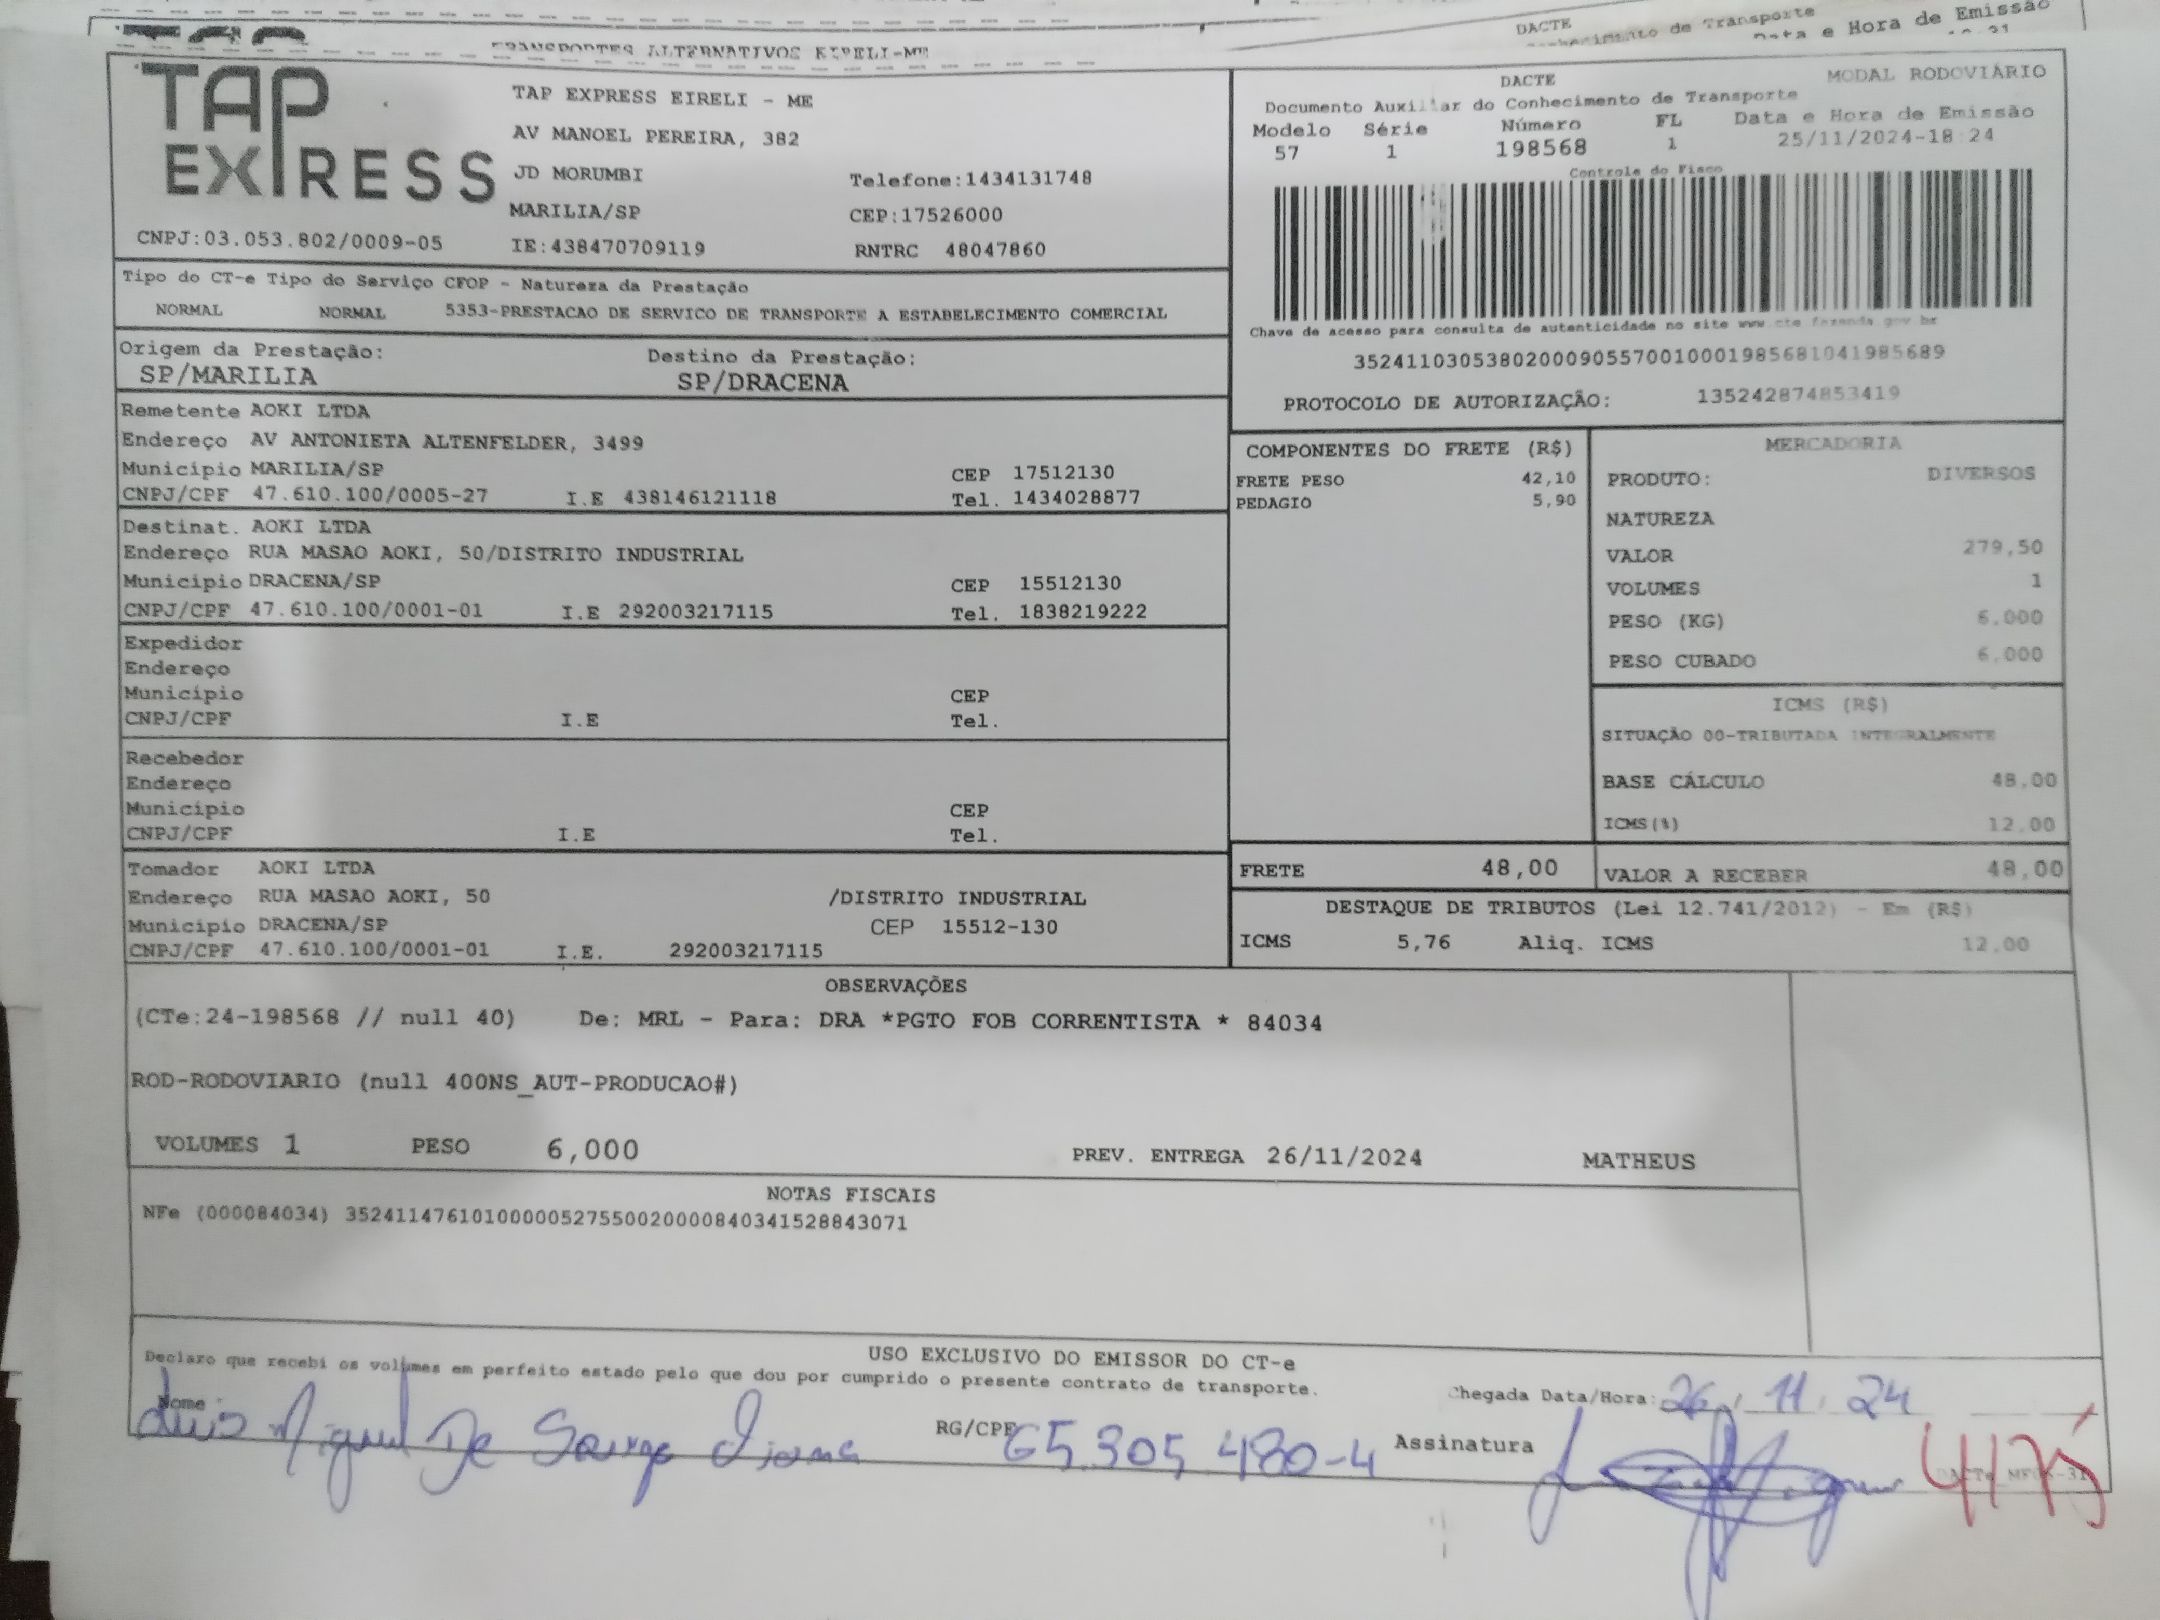 TRANSPORTES ALTERNATIVOS EIRELI-ME
DACTE
Conhecimento de Transporte
Data e Hora de Emissão
TAP
EXPRESS
CNPJ:03.053.802/0009-05
TAP EXPRESS EIRELI - ME
AV MANOEL PEREIRA, 382
JD MORUMBI
Telefone:1434131748
MARILIA/SP
CEP:17526000
IE:438470709119
RNTRC 48047860
DACTE
MODAL RODOVIÁRIO
Documento Auxiliar do Conhecimento de Transporte
Modelo Série Número FL Data e Hora de Emissão
57 1 198568 1 25/11/2024-18:24
Controle do Fisco
Chave de acesso para consulta de autenticidade no site www.cte.fazenda.gov.br
35241103053802000905570010001985681041985689
PROTOCOLO DE AUTORIZAÇÃO: 135242874853419
Tipo do CT-e Tipo do Serviço CFOP - Natureza da Prestação
NORMAL NORMAL 5353-PRESTACAO DE SERVICO DE TRANSPORTE A ESTABELECIMENTO COMERCIAL
Origem da Prestação: Destino da Prestação:
SP/MARILIA SP/DRACENA
Remetente AOKI LTDA
Endereço AV ANTONIETA ALTENFELDER, 3499
Município MARILIA/SP CEP 17512130
CNPJ/CPF 47.610.100/0005-27 I.E 438146121118 Tel. 1434028877
Destinat. AOKI LTDA
Endereço RUA MASAO AOKI, 50/DISTRITO INDUSTRIAL
Município DRACENA/SP CEP 15512130
CNPJ/CPF 47.610.100/0001-01 I.E 292003217115 Tel. 1838219222
Expedidor
Endereço
Município CEP
CNPJ/CPF I.E Tel.
Recebedor
Endereço
Município CEP
CNPJ/CPF I.E Tel.
Tomador AOKI LTDA
Endereço RUA MASAO AOKI, 50 /DISTRITO INDUSTRIAL
Município DRACENA/SP CEP 15512-130
CNPJ/CPF 47.610.100/0001-01 I.E. 292003217115
COMPONENTES DO FRETE (R$)
FRETE PESO 42,10
PEDAGIO 5,90
MERCADORIA
PRODUTO: DIVERSOS
NATUREZA
VALOR 279,50
VOLUMES 1
PESO (KG) 6,000
PESO CUBADO 6,000
ICMS (R$)
SITUAÇÃO 00-TRIBUTADA INTEGRALMENTE
BASE CÁLCULO 48,00
ICMS(%) 12,00
FRETE 48,00
VALOR A RECEBER 48,00
DESTAQUE DE TRIBUTOS (Lei 12.741/2012) - Em (R$)
ICMS 5,76 Aliq. ICMS 12,00
OBSERVAÇÕES
(CTe:24-198568 // null 40) De: MRL - Para: DRA *PGTO FOB CORRENTISTA * 84034
ROD-RODOVIARIO (null 400NS_AUT-PRODUCAO#)
VOLUMES 1 PESO 6,000 PREV. ENTREGA 26/11/2024 MATHEUS
NOTAS FISCAIS
NFe (000084034) 35241147610100000527550020000840341528843071
USO EXCLUSIVO DO EMISSOR DO CT-e
Declaro que recebi os volumes em perfeito estado pelo que dou por cumprido o presente contrato de transporte.
Chegada Data/Hora: 26/11/24
Nome Luis Miguel De Souza
RG/CPF 65 305 480-4
Assinatura